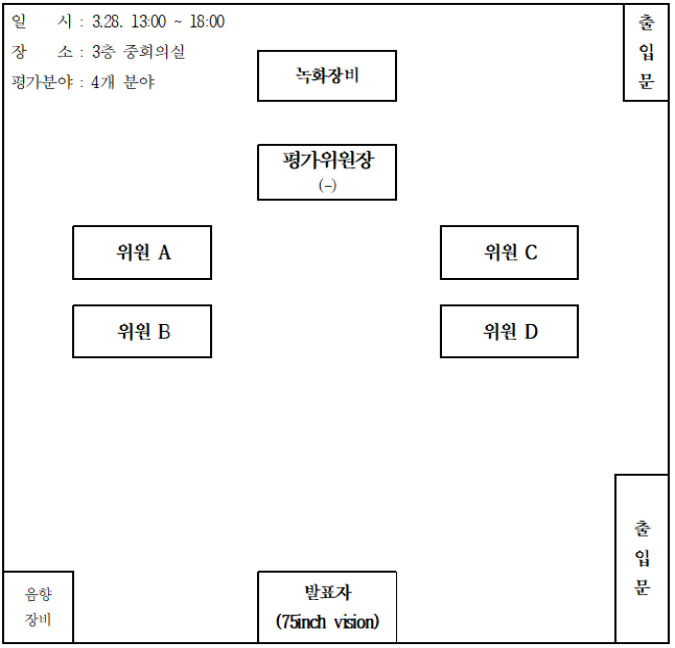 일 시 : 3.28. 13:00 ~ 18:00
장 소 : 3층 중회의실
평가분야 : 4개 분야
출
입
문
녹화장비
평가위원장
(-)
위원 A
위원 C
위원 B
위원 D
출
입
문
음향
장비
발표자
(75inch vision)